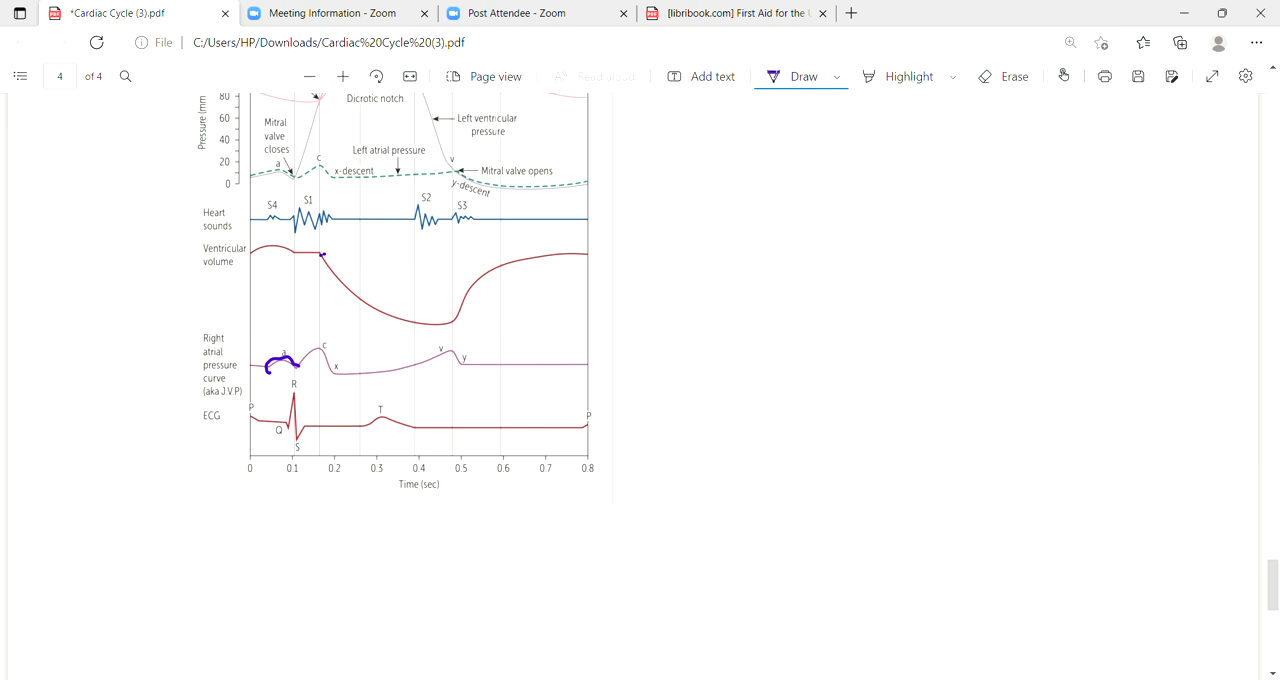 *Cardiac Cycle (3).pdf
Meeting Information - Zoom
Post Attendee - Zoom
[libribook.com] First Aid for the
File
C:/Users/HP/Downloads/Cardiac%20Cycle%20(3).pdf
4 of 4
Page view
Read aloud
Add text
Draw
Highlight
Erase
Pressure (mm
80
60
40
20
0
Dicrotic notch
Left ventricular
pressure
Mitral
valve
closes
Left atrial pressure
a
c
x-descent
v
Mitral valve opens
y-descent
Heart
sounds
S4
S1
S2
S3
Ventricular
volume
Right
atrial
pressure
curve
(aka J.V.P)
a
c
x
v
y
ECG
P
Q
R
S
T
P
0 0.1 0.2 0.3 0.4 0.5 0.6 0.7 0.8
Time (sec)